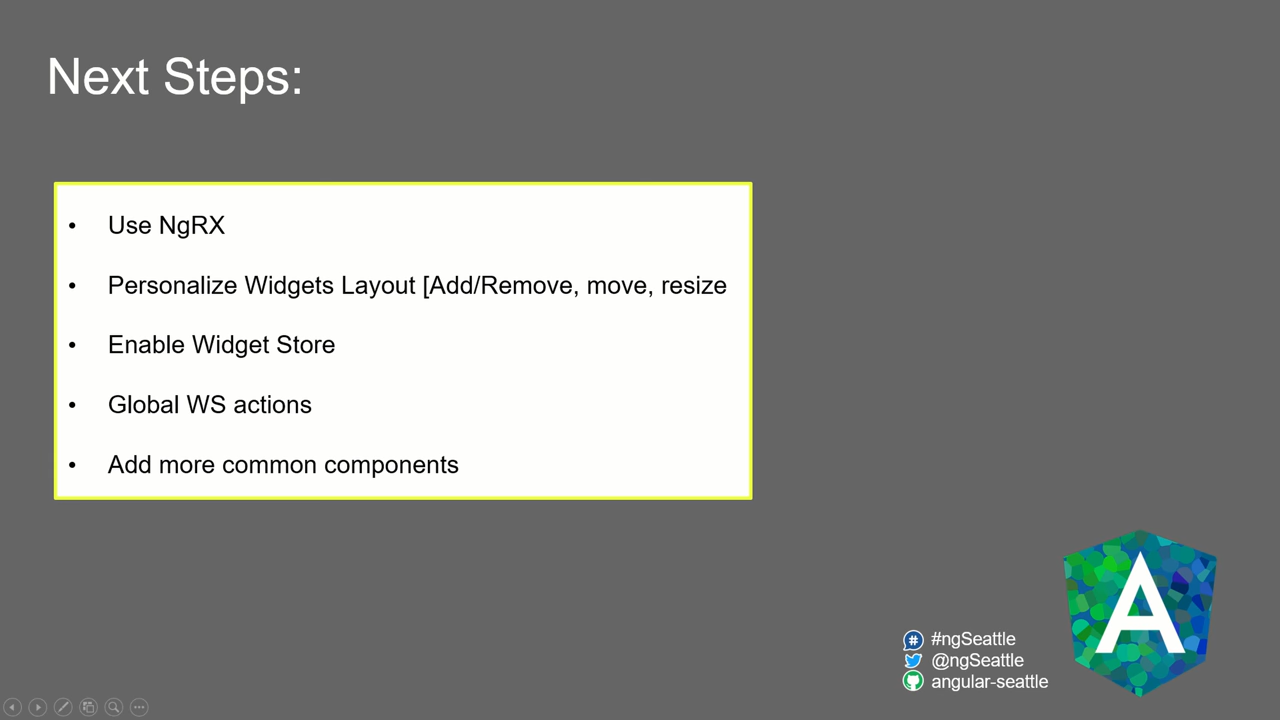 Next Steps:
• Use NgRX
• Personalize Widgets Layout [Add/Remove, move, resize
• Enable Widget Store
• Global WS actions
• Add more common components
#ngSeattle
@ngSeattle
angular-seattle
A